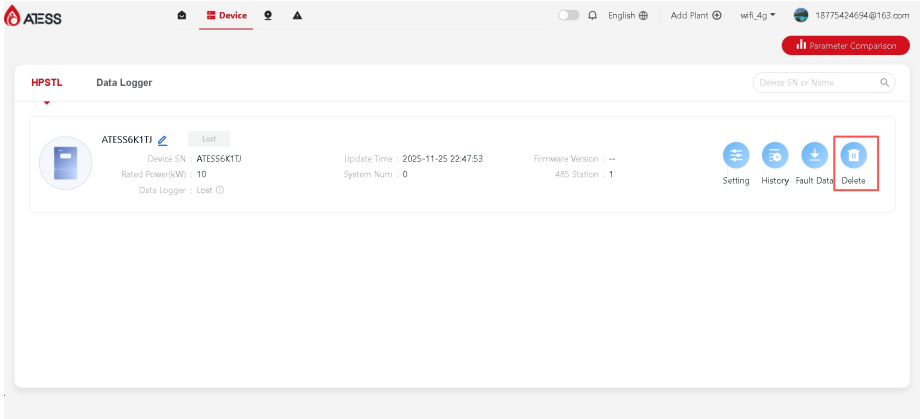 ATESS
Device
English
Add Plant
wifi_4g
18775424694@163.com
Parameter Comparison
HPSTL
Data Logger
Device SN or Name
ATESS6K1TJ
Lost
Device SN : ATESS6K1TJ
Update Time : 2025-11-25 22:47:53
Firmware Version : --
Rated Power(kW) : 10
System Num : 0
485 Station : 1
Data Logger : Lost
Setting
History
Fault Data
Delete